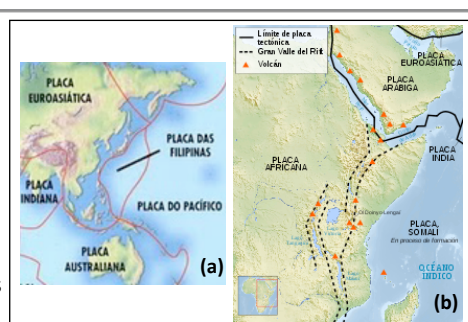 PLACA
EUROASIÁTICA
PLACA DAS
FILIPINAS
PLACA
INDIANA
PLACA DO PACÍFICO
PLACA
AUSTRALIANA
(a)
Límite de placa
tectónica.
Gran Valle del Rift
Volcán
PLACA
EUROASIÁTICA
PLACA
ARÁBIGA
PLACA
INDIA
PLACA
AFRICANA
PLACA
SOMALÍ
En proceso de formación
OCÉANO
ÍNDICO
(b)
s